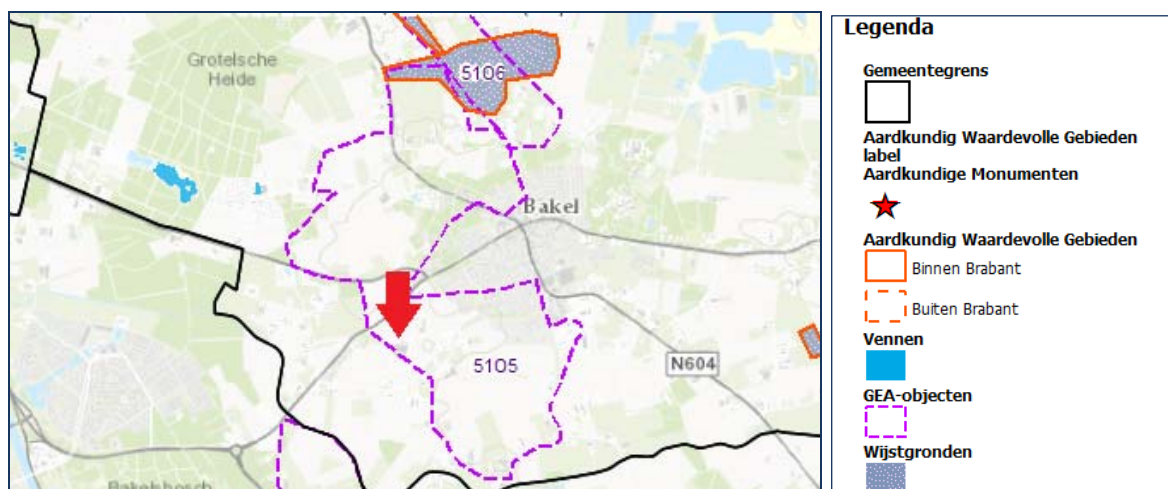 Grotelsche
Heide
5106
Bakel
5105
N604
Bakelsbosch
Legenda
Gemeentegrens
Aardkundig Waardevolle Gebieden
label
Aardkundige Monumenten
Aardkundig Waardevolle Gebieden
Binnen Brabant
Buiten Brabant
Vennen
GEA-objecten
Wijstgronden